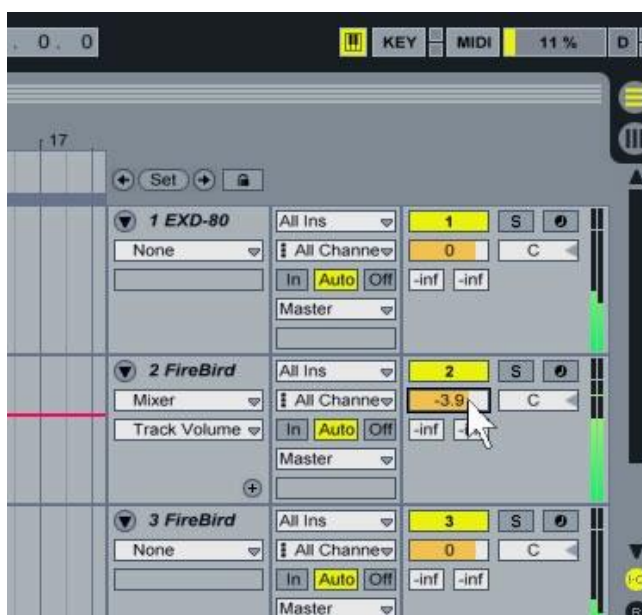 . 0. 0 KEY MIDI 11 % D
17
Set
1 EXD-80 All Ins 1 S
None All Channe 0 C
In Auto Off -inf -inf
Master
2 FireBird All Ins 2 S
Mixer All Channe -3.9 C
Track Volume In Auto Off -inf
Master
3 FireBird All Ins 3 S
None All Channe 0 C
In Auto Off -inf -inf
Master